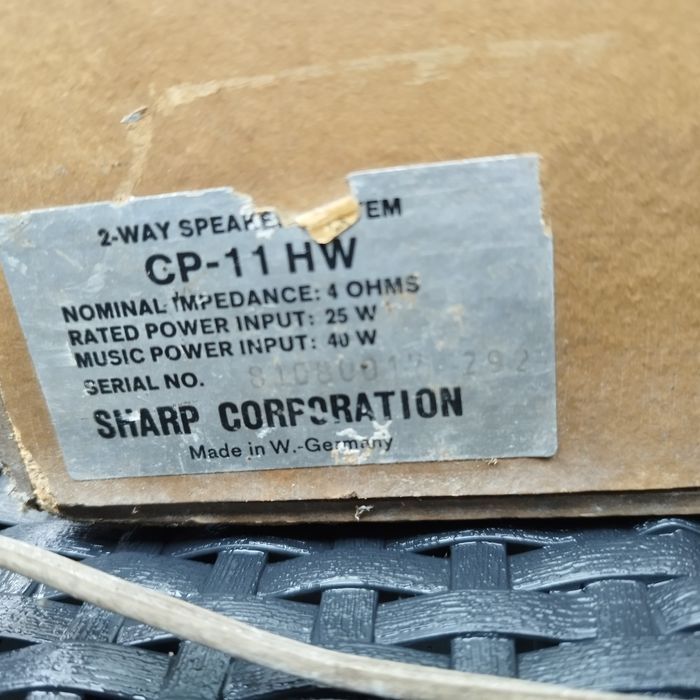 2-WAY SPEAKE TEM
CP-11 HW
NOMINAL IMPEDANCE: 4 OHMS
RATED POWER INPUT: 25 W
MUSIC POWER INPUT: 40 W
SERIAL NO. 292
SHARP CORPORATION
Made in W.-Germany